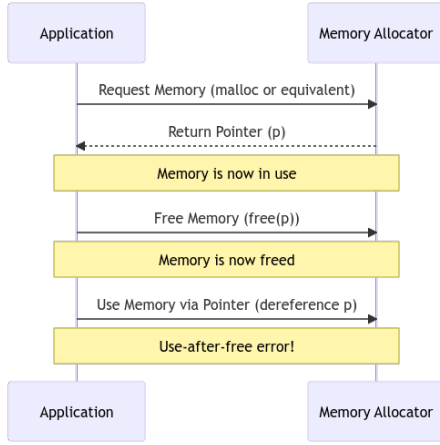 Application
Memory Allocator
Request Memory (malloc or equivalent)
Return Pointer (p)
Memory is now in use
Free Memory (free(p))
Memory is now freed
Use Memory via Pointer (dereference p)
Use-after-free error!
Application
Memory Allocator